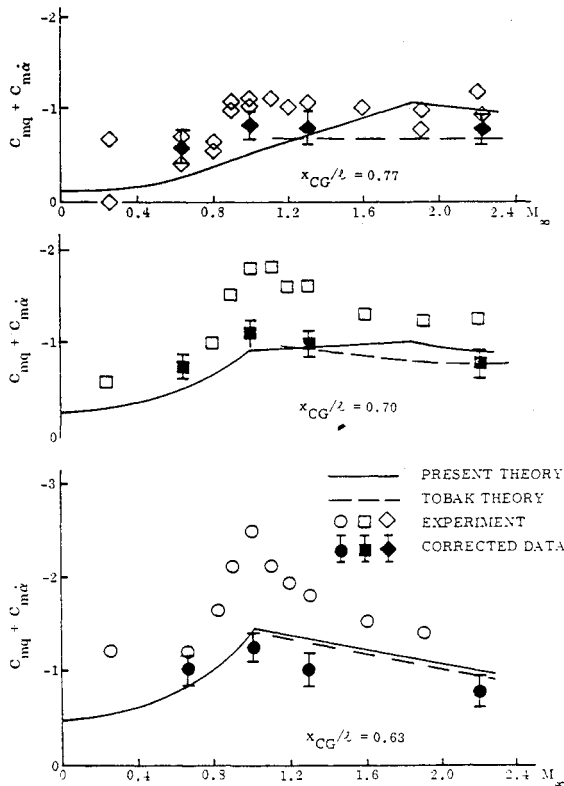 -2
-1
0
C_mq + C_mα̇
x_CG/ℓ = 0.77
0 0.4 0.8 1.2 1.6 2.0 2.4 M_∞
-2
-1
0
C_mq + C_mα̇
x_CG/ℓ = 0.70
-3
-2
-1
0
C_mq + C_mα̇
PRESENT THEORY
TOBAK THEORY
EXPERIMENT
CORRECTED DATA
x_CG/ℓ = 0.63
0 0.4 0.8 1.2 1.6 2.0 2.4 M_∞